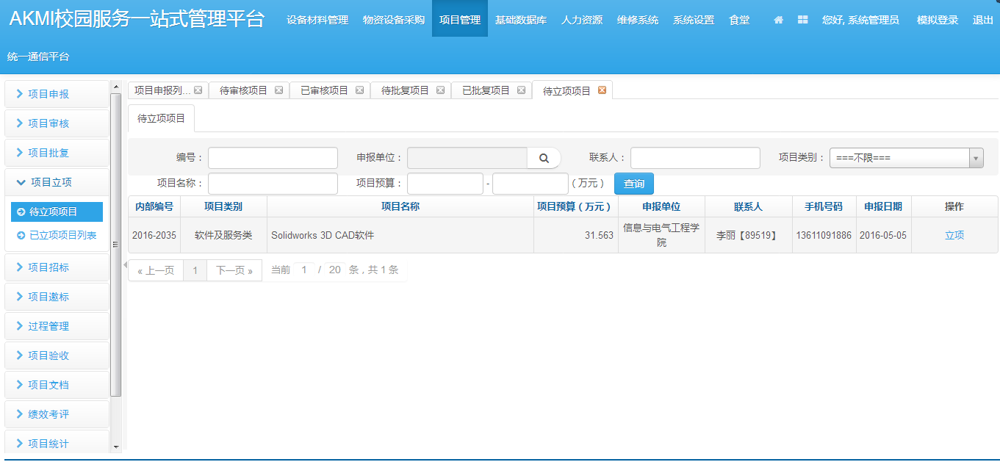 AKMI校园服务一站式管理平台 设备材料管理 物资设备采购 项目管理 基础数据库 人力资源 维修系统 系统设置 食堂 您好, 系统管理员 模拟登录 退出
统一通信平台
项目申报
项目审核
项目批复
项目立项
待立项项目
已立项项目列表
项目招标
项目邀标
过程管理
项目验收
项目文档
绩效考评
项目统计
项目申报列... 待审核项目 已审核项目 待批复项目 已批复项目 待立项项目
待立项项目
编号： 申报单位： 联系人： 项目类别： ===不限===
项目名称： 项目预算： - （万元） 查询
内部编号 项目类别 项目名称 项目预算（万元） 申报单位 联系人 手机号码 申报日期 操作
2016-2035 软件及服务类 Solidworks 3D CAD软件 31.563 信息与电气工程学院 李丽【89519】 13611091886 2016-05-05 立项
« 上一页 1 下一页 » 当前 1 / 20 条，共 1 条